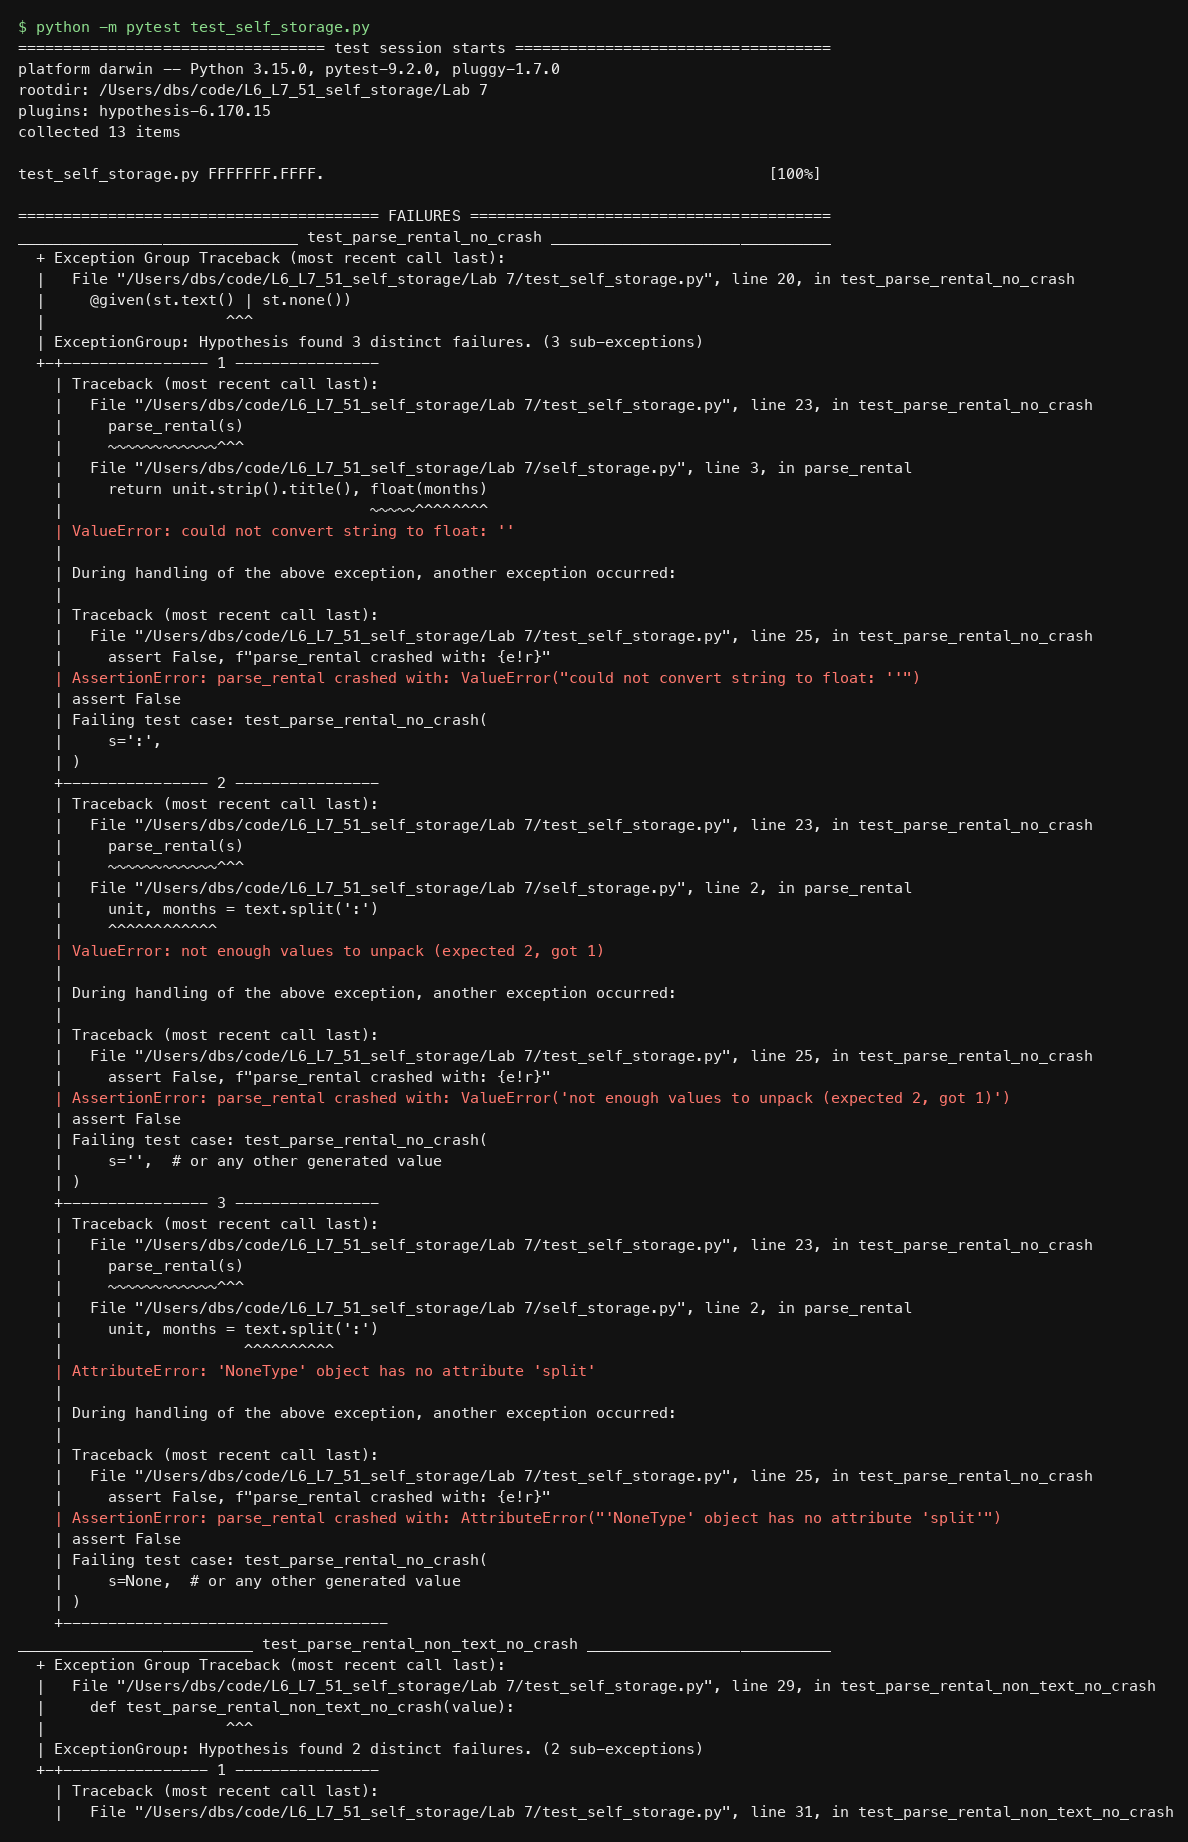 $ python -m pytest test_self_storage.py
================================== test session starts ===================================
platform darwin -- Python 3.15.0, pytest-9.2.0, pluggy-1.7.0
rootdir: /Users/dbs/code/L6_L7_51_self_storage/Lab 7
plugins: hypothesis-6.170.15
collected 13 items

test_self_storage.py FFFFFFF.FFFF.                                                 [100%]

======================================== FAILURES ========================================
_______________________________ test_parse_rental_no_crash _______________________________
  + Exception Group Traceback (most recent call last):
  |   File "/Users/dbs/code/L6_L7_51_self_storage/Lab 7/test_self_storage.py", line 20, in test_parse_rental_no_crash
  |     @given(st.text() | st.none())
  |                    ^^^
  | ExceptionGroup: Hypothesis found 3 distinct failures. (3 sub-exceptions)
  +-+---------------- 1 ----------------
    | Traceback (most recent call last):
    |   File "/Users/dbs/code/L6_L7_51_self_storage/Lab 7/test_self_storage.py", line 23, in test_parse_rental_no_crash
    |     parse_rental(s)
    |     ~~~~~~~~~~~~^^^
    |   File "/Users/dbs/code/L6_L7_51_self_storage/Lab 7/self_storage.py", line 3, in parse_rental
    |     return unit.strip().title(), float(months)
    |                                  ~~~~~^^^^^^^^
    | ValueError: could not convert string to float: ''
    |
    | During handling of the above exception, another exception occurred:
    |
    | Traceback (most recent call last):
    |   File "/Users/dbs/code/L6_L7_51_self_storage/Lab 7/test_self_storage.py", line 25, in test_parse_rental_no_crash
    |     assert False, f"parse_rental crashed with: {e!r}"
    | AssertionError: parse_rental crashed with: ValueError("could not convert string to float: ''")
    | assert False
    | Failing test case: test_parse_rental_no_crash(
    |     s=':',
    | )
    +---------------- 2 ----------------
    | Traceback (most recent call last):
    |   File "/Users/dbs/code/L6_L7_51_self_storage/Lab 7/test_self_storage.py", line 23, in test_parse_rental_no_crash
    |     parse_rental(s)
    |     ~~~~~~~~~~~~^^^
    |   File "/Users/dbs/code/L6_L7_51_self_storage/Lab 7/self_storage.py", line 2, in parse_rental
    |     unit, months = text.split(':')
    |     ^^^^^^^^^^^^
    | ValueError: not enough values to unpack (expected 2, got 1)
    |
    | During handling of the above exception, another exception occurred:
    |
    | Traceback (most recent call last):
    |   File "/Users/dbs/code/L6_L7_51_self_storage/Lab 7/test_self_storage.py", line 25, in test_parse_rental_no_crash
    |     assert False, f"parse_rental crashed with: {e!r}"
    | AssertionError: parse_rental crashed with: ValueError('not enough values to unpack (expected 2, got 1)')
    | assert False
    | Failing test case: test_parse_rental_no_crash(
    |     s='',  # or any other generated value
    | )
    +---------------- 3 ----------------
    | Traceback (most recent call last):
    |   File "/Users/dbs/code/L6_L7_51_self_storage/Lab 7/test_self_storage.py", line 23, in test_parse_rental_no_crash
    |     parse_rental(s)
    |     ~~~~~~~~~~~~^^^
    |   File "/Users/dbs/code/L6_L7_51_self_storage/Lab 7/self_storage.py", line 2, in parse_rental
    |     unit, months = text.split(':')
    |                    ^^^^^^^^^^
    | AttributeError: 'NoneType' object has no attribute 'split'
    |
    | During handling of the above exception, another exception occurred:
    |
    | Traceback (most recent call last):
    |   File "/Users/dbs/code/L6_L7_51_self_storage/Lab 7/test_self_storage.py", line 25, in test_parse_rental_no_crash
    |     assert False, f"parse_rental crashed with: {e!r}"
    | AssertionError: parse_rental crashed with: AttributeError("'NoneType' object has no attribute 'split'")
    | assert False
    | Failing test case: test_parse_rental_no_crash(
    |     s=None,  # or any other generated value
    | )
    +------------------------------------
__________________________ test_parse_rental_non_text_no_crash ___________________________
  + Exception Group Traceback (most recent call last):
  |   File "/Users/dbs/code/L6_L7_51_self_storage/Lab 7/test_self_storage.py", line 29, in test_parse_rental_non_text_no_crash
  |     def test_parse_rental_non_text_no_crash(value):
  |                    ^^^
  | ExceptionGroup: Hypothesis found 2 distinct failures. (2 sub-exceptions)
  +-+---------------- 1 ----------------
    | Traceback (most recent call last):
    |   File "/Users/dbs/code/L6_L7_51_self_storage/Lab 7/test_self_storage.py", line 31, in test_parse_rental_non_text_no_crash